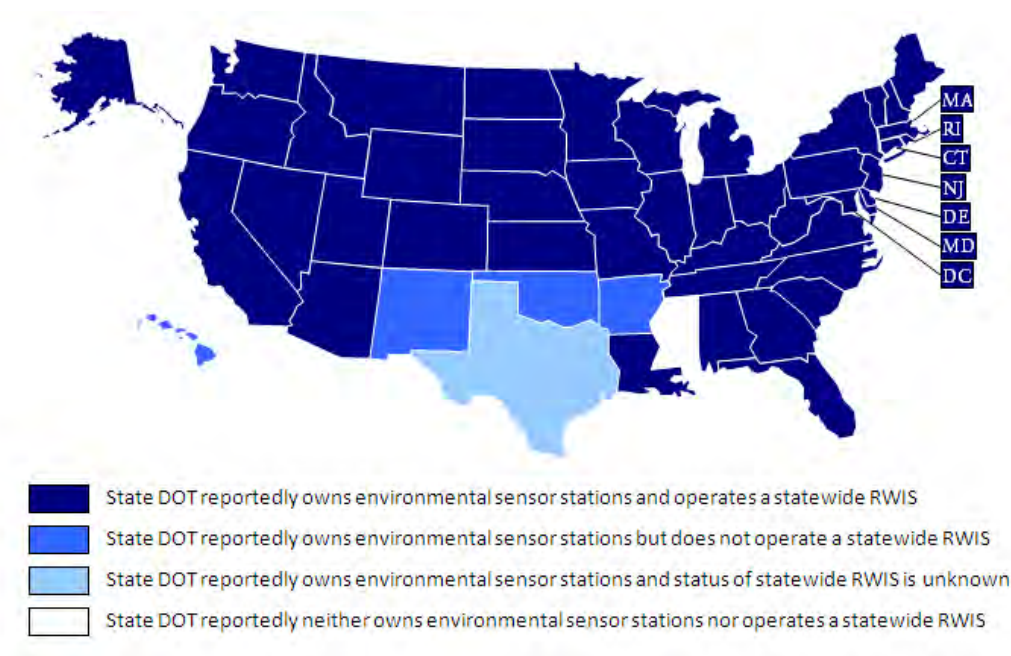 MA
RI
CT
NJ
DE
MD
DC
State DOT reportedly owns environmental sensor stations and operates a statewide RWIS
State DOT reportedly owns environmental sensor stations but does not operate a statewide RWIS
State DOT reportedly owns environmental sensor stations and status of statewide RWIS is unknown
State DOT reportedly neither owns environmental sensor stations nor operates a statewide RWIS